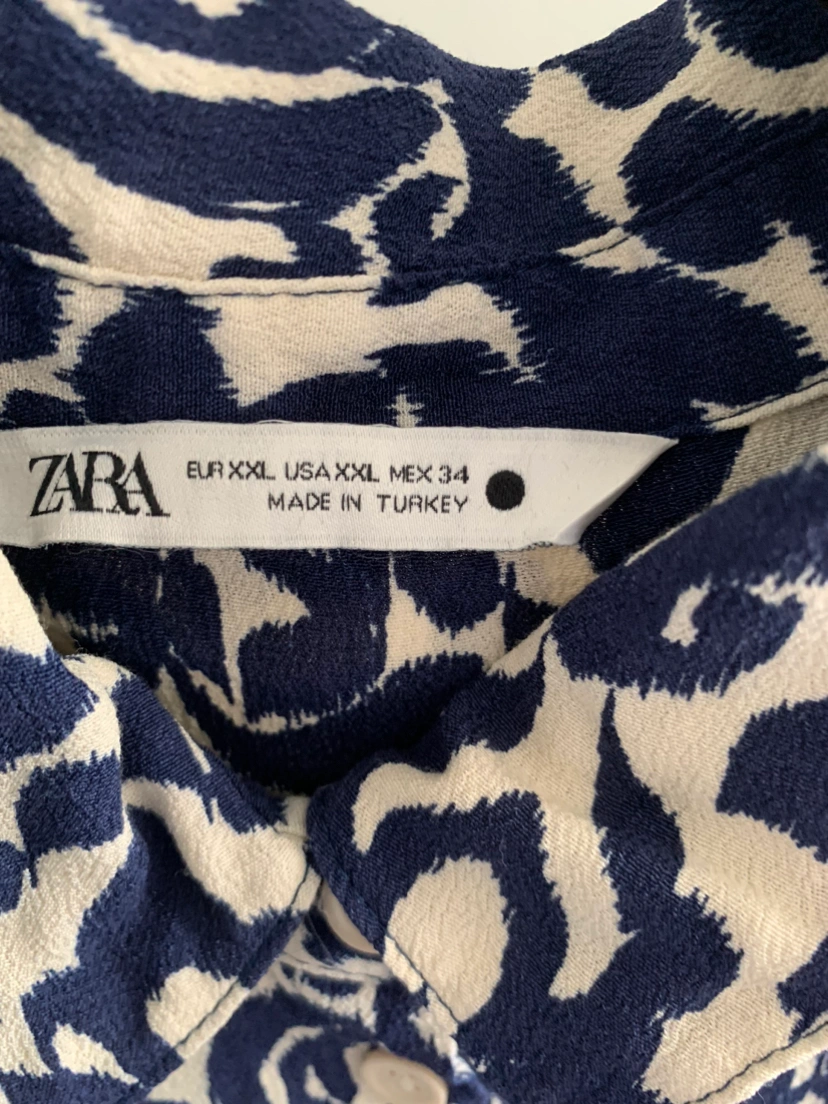 ZARA
EUR XXL USA XXL MEX 34
MADE IN TURKEY